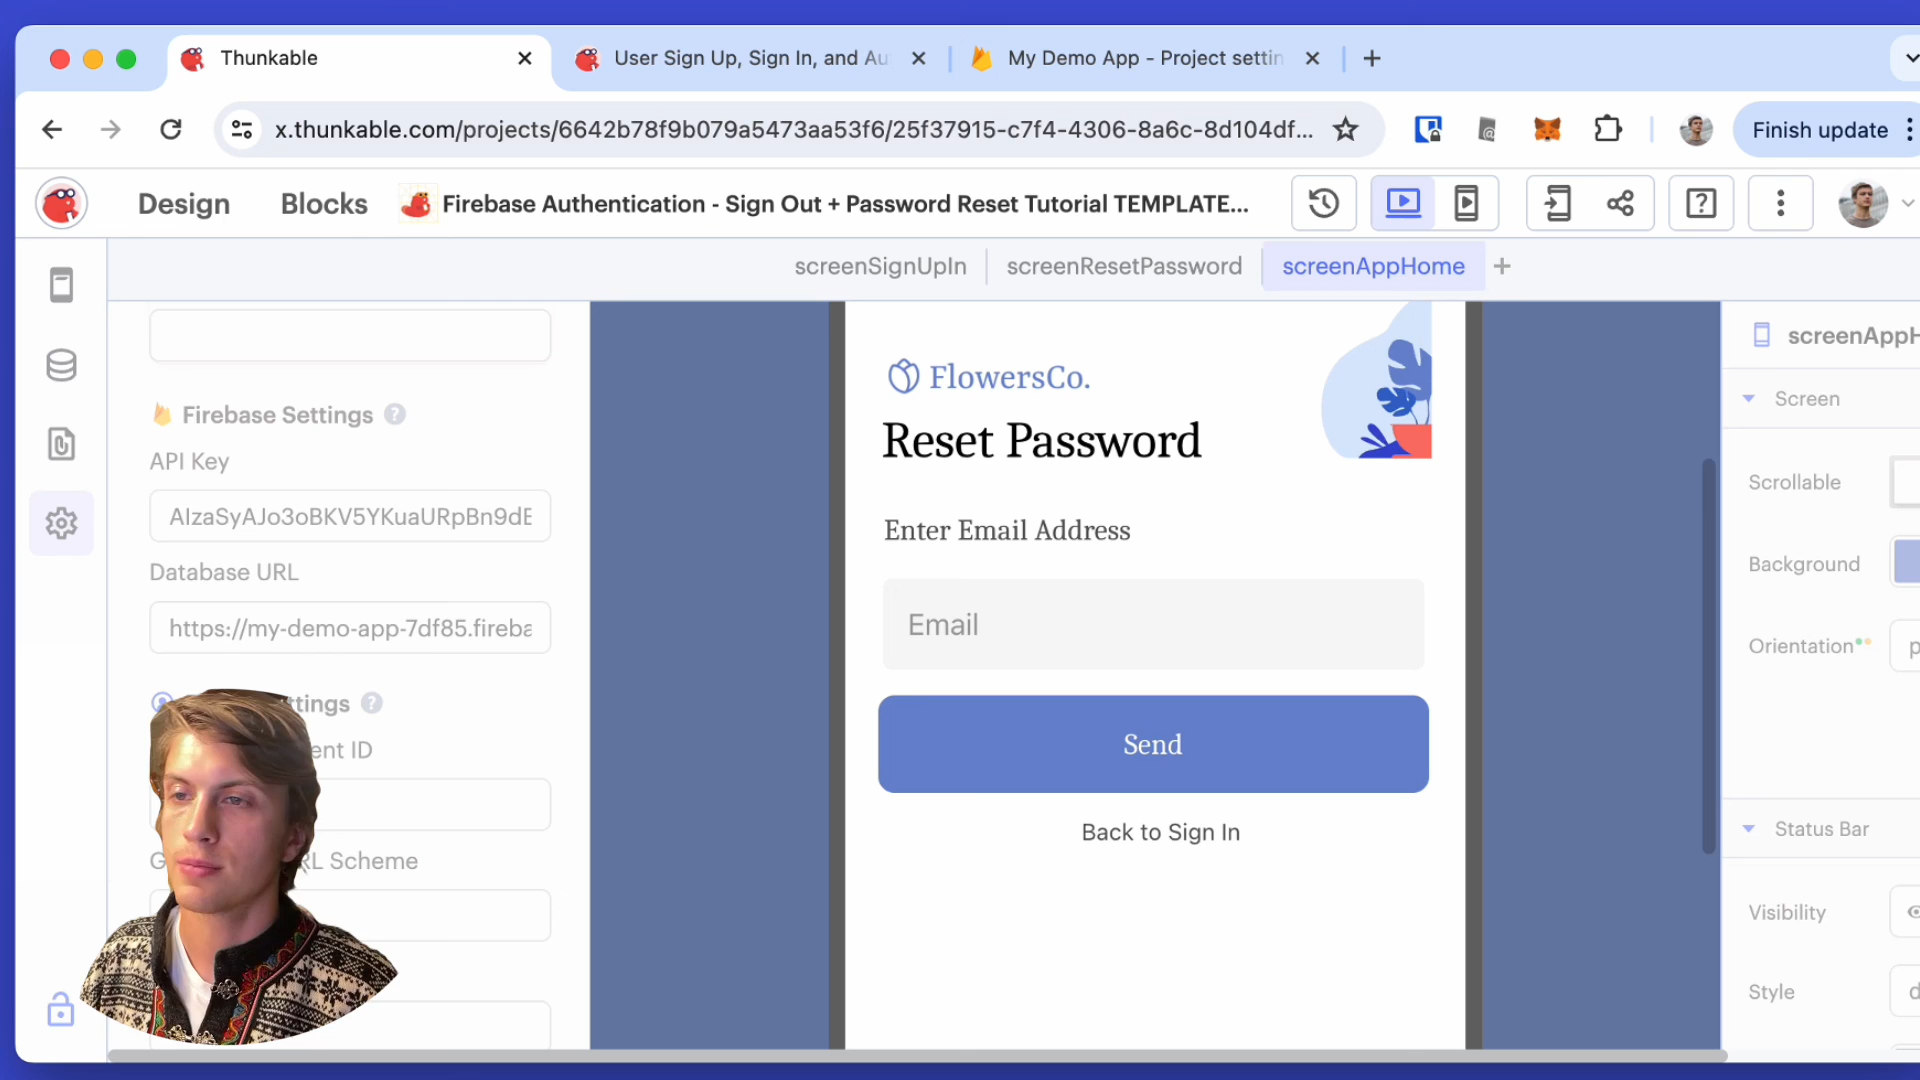 Thunkable
User Sign Up, Sign In, and Au
My Demo App - Project settin
x.thunkable.com/projects/6642b78f9b079a5473aa53f6/25f37915-c7f4-4306-8a6c-8d104df...
Finish update
Design
Blocks
Firebase Authentication - Sign Out + Password Reset Tutorial TEMPLATE...
screenSignUpIn
screenResetPassword
screenAppHome
Firebase Settings
API Key
AIzaSyAJo3oBKV5YKuaURpBn9dE
Database URL
https://my-demo-app-7df85.fireba
ttings
ent ID
RL Scheme
FlowersCo.
Reset Password
Enter Email Address
Email
Send
Back to Sign In
screenAppH
Screen
Scrollable
Background
Orientation
Status Bar
Visibility
Style